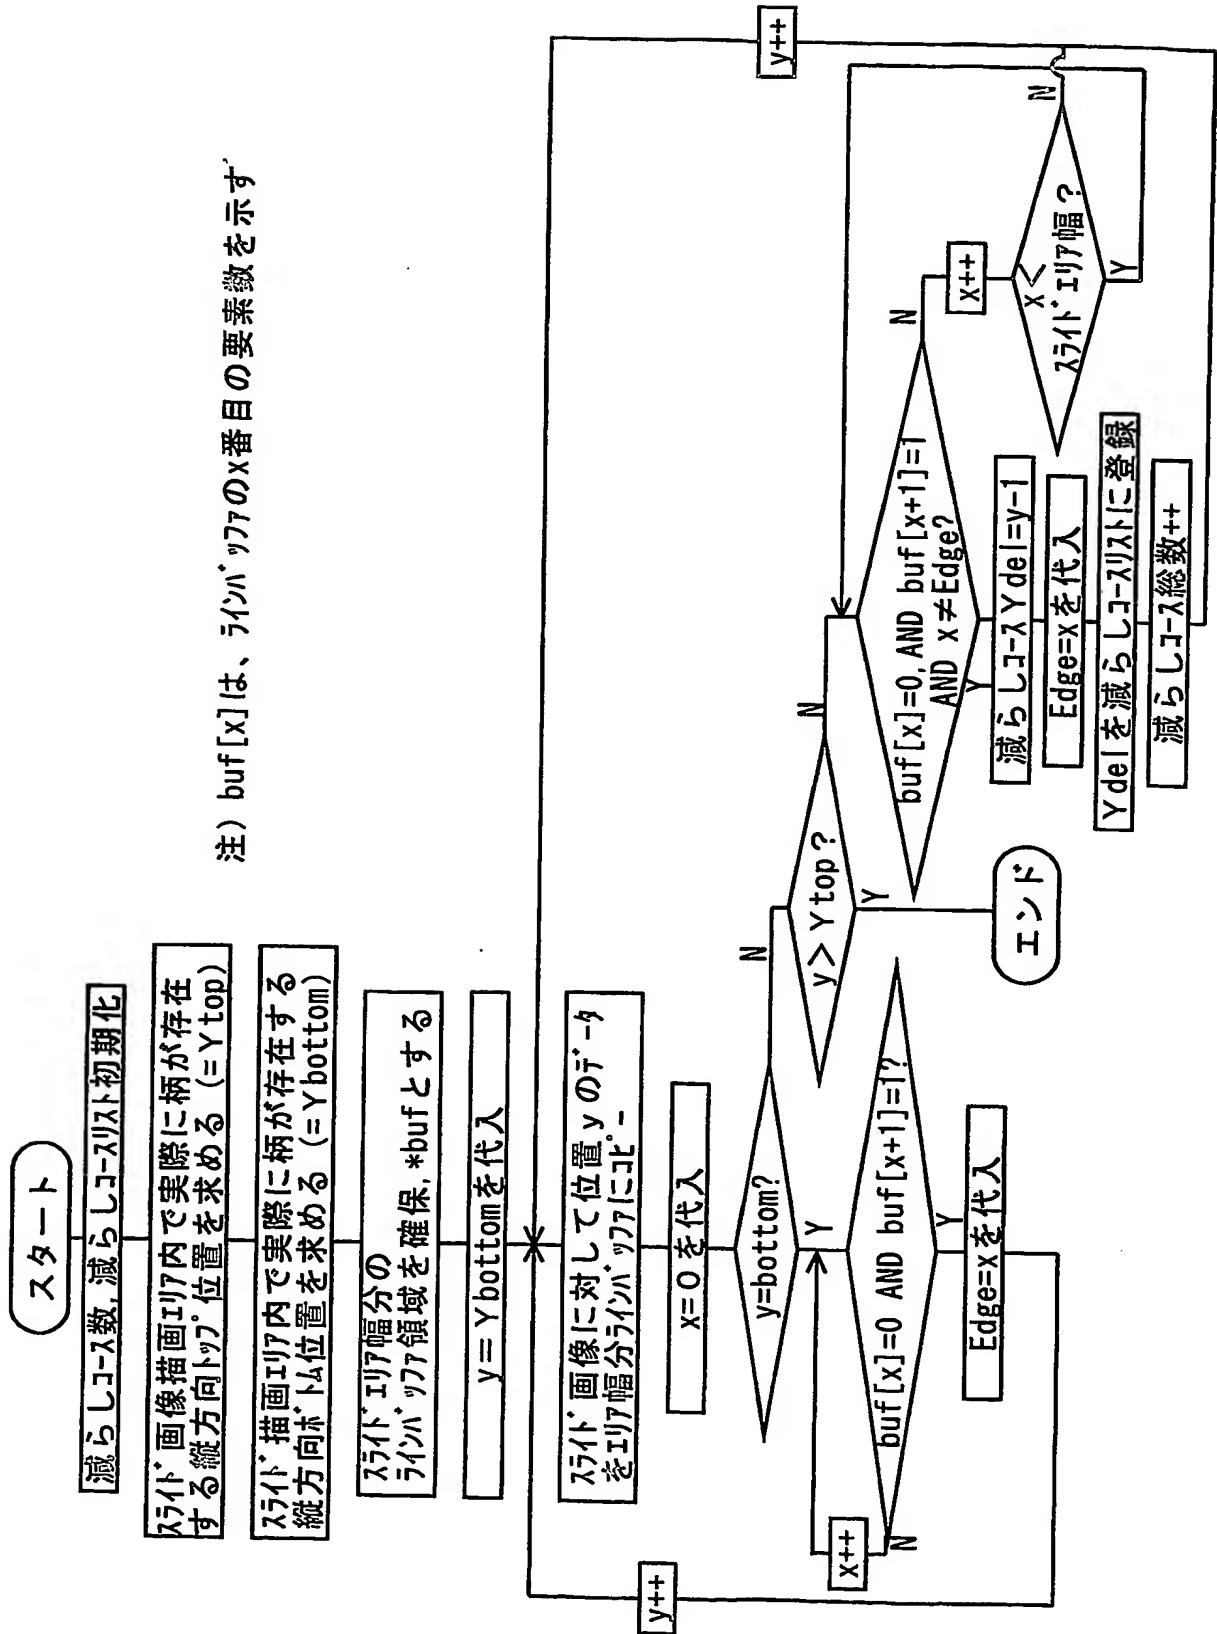 スタート
減らしコース数,減らしコースリスト初期化
スライド画像描画エリア内で実際に柄が存在
する縦方向トップ位置を求める(=Ytop)
スライド描画エリア内で実際に柄が存在する
縦方向ボトム位置を求める(=Ybottom)
スライドエリア幅分の
ラインバッファ領域を確保,*bufとする
y=Ybottomを代入
スライド画像に対して位置yのデータ
をエリア幅分ラインバッファにコピー
x=0を代入
y=bottom?
N
Y
buf[x]=0 AND buf[x+1]=1?
N
Y
x++
Edge=xを代入
y++
y>Ytop?
N
Y
エンド
buf[x]=0,AND buf[x+1]=1
AND x≠Edge?
N
Y
x++
x<
スライドエリア幅?
N
Y
減らしコースYdel=y-1
Edge=xを代入
Ydelを減らしコースリストに登録
減らしコース総数++
y++
注) buf[x]は、ラインバッファのx番目の要素数を示す